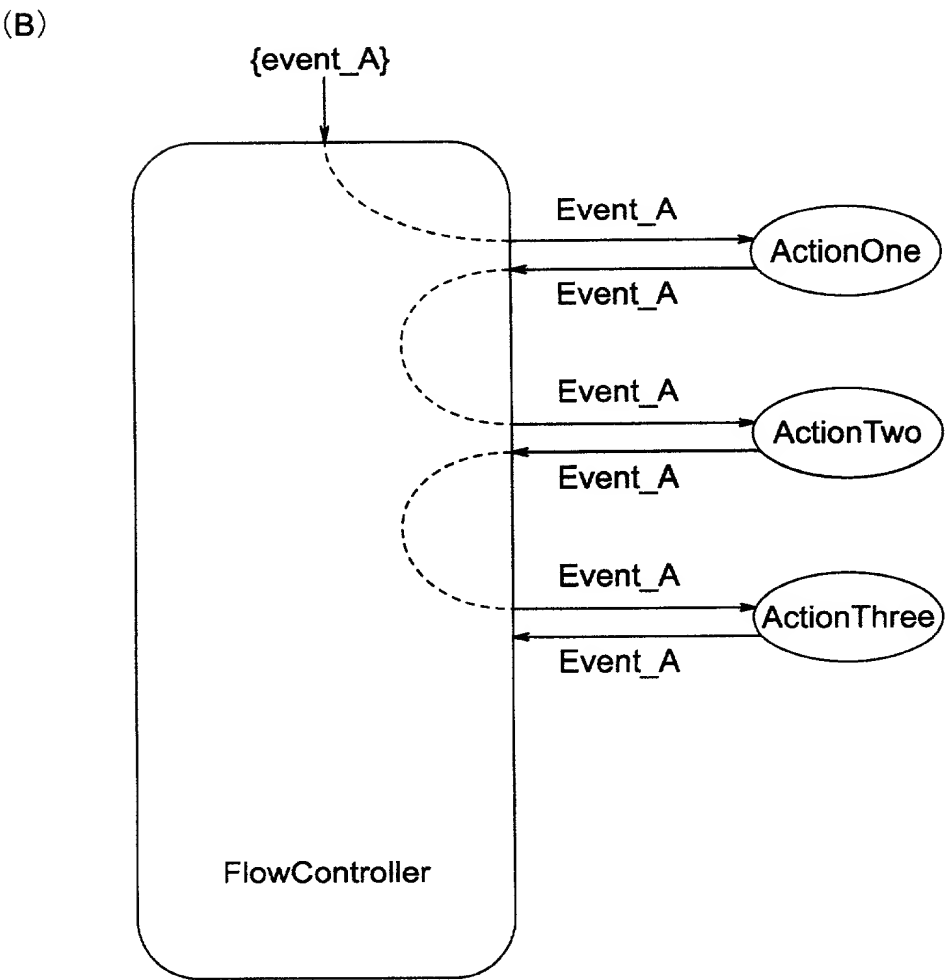 (B)
{event_A}
Event_A
ActionOne
Event_A
Event_A
ActionTwo
Event_A
Event_A
ActionThree
Event_A
FlowController